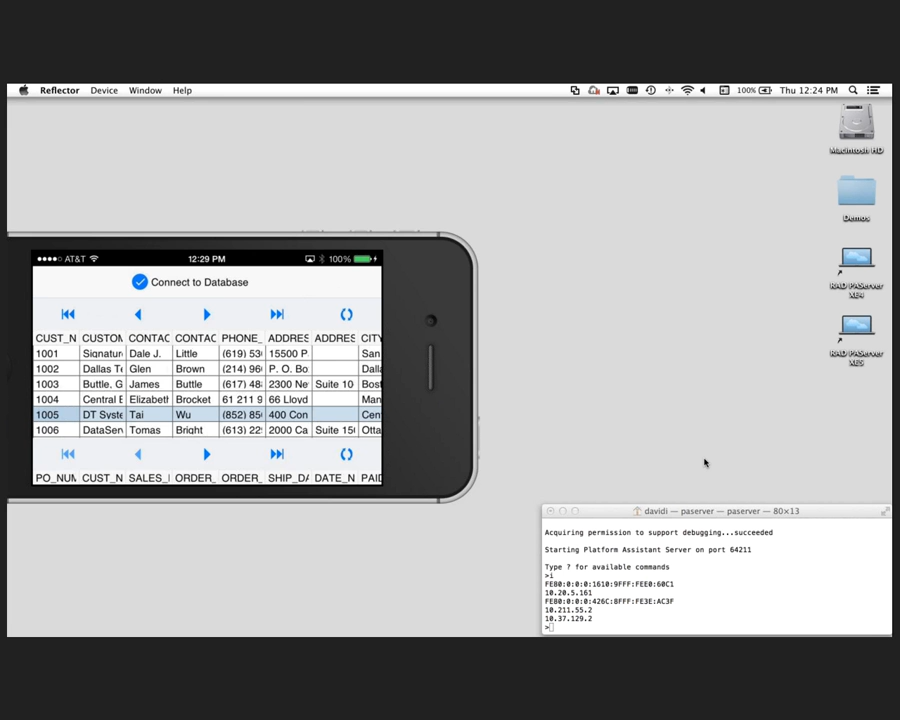 Reflector Device Window Help 100% Thu 12:24 PM
Macintosh HD
Demos
RAD PAServer
XE4
RAD PAServer
XE5
AT&T 12:29 PM 100%
Connect to Database
CUST_N CUSTOM CONTAC CONTAC PHONE_ ADDRES ADDRES CITY
1001 Signatur Dale J. Little (619) 53 15500 P. San
1002 Dallas Te Glen Brown (214) 96 P. O. Bo Dalla
1003 Buttle, G James Buttle (617) 48 2300 Ne Suite 10 Bost
1004 Central E Elizabeth Brocket 61 211 9 66 Lloyd Man
1005 DT Syste Tai Wu (852) 85 400 Con Cen
1006 DataServ Tomas Bright (613) 22 2000 Ca Suite 15 Otta
PO_NUM CUST_N SALES_ ORDER_ ORDER_ SHIP_DA DATE_N PAID
davidi — paserver — paserver — 80×13
Acquiring permission to support debugging...succeeded
Starting Platform Assistant Server on port 64211
Type ? for available commands
>i
FE80:0:0:0:1610:9FFF:FEE0:60C1
10.20.5.161
FE80:0:0:0:426C:8FFF:FE3E:AC3F
10.211.55.2
10.37.129.2
>